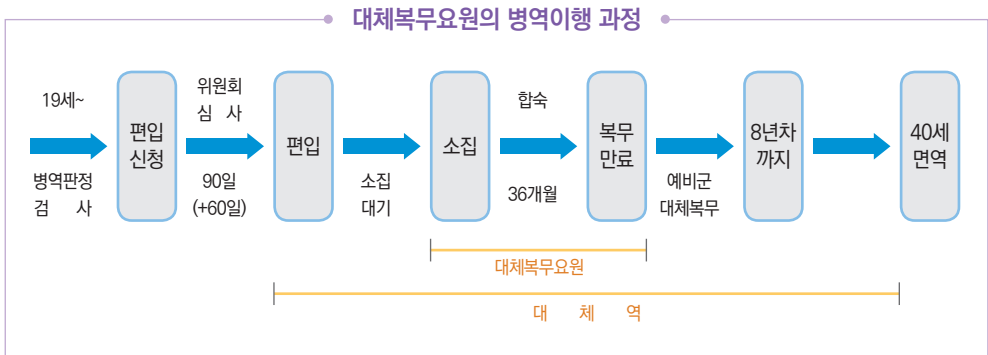 대체복무요원의 병역이행 과정
19세~
병역판정
검 사
편입
신청
위원회
심 사
90일
(+60일)
편입
소집
대기
소집
합숙
36개월
복무
만료
예비군
대체복무
8년차
까지
40세
면역
대체복무요원
대 체 역